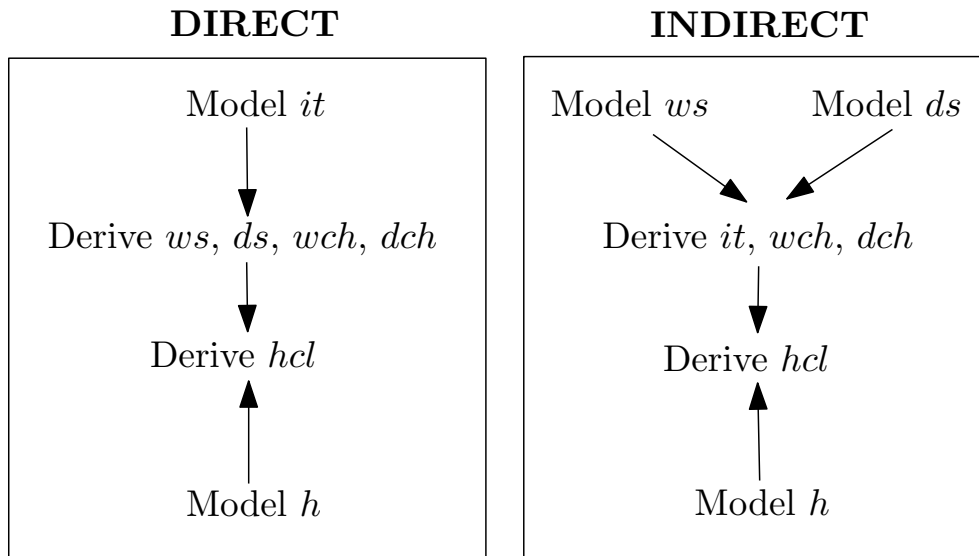 DIRECT
Model it
Derive ws, ds, wch, dch
Derive hcl
Model h
INDIRECT
Model ws
Model ds
Derive it, wch, dch
Derive hcl
Model h